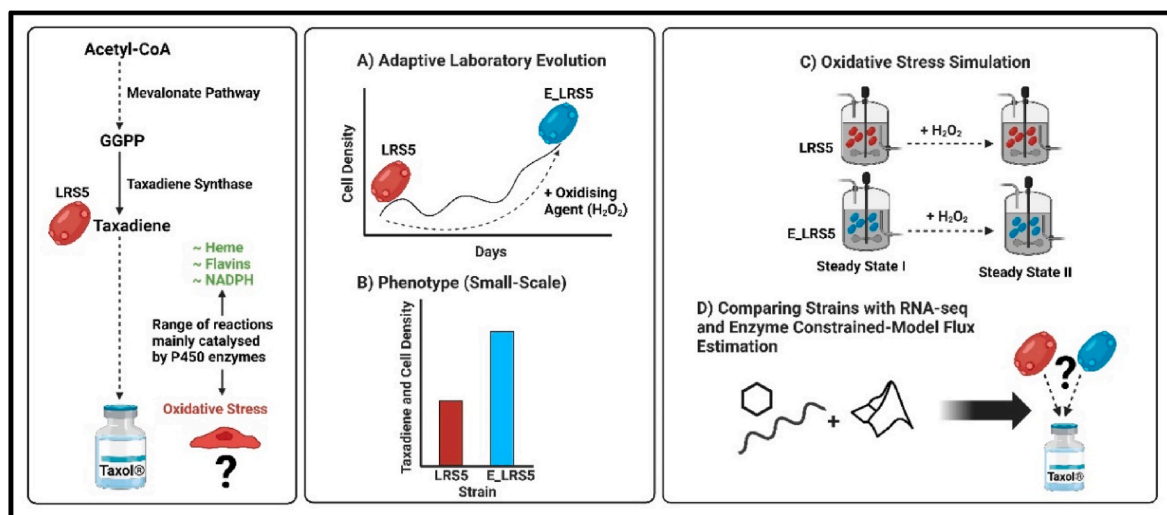 Acetyl-CoA
Mevalonate Pathway
GGPP
LRS5
Taxadiene Synthase
Taxadiene
~ Heme
~ Flavins
~ NADPH
Range of reactions
mainly catalysed
by P450 enzymes
Oxidative Stress
?
Taxol®
A) Adaptive Laboratory Evolution
E_LRS5
LRS5
Cell Density
+ Oxidising
Agent (H₂O₂)
Days
B) Phenotype (Small-Scale)
Taxadiene and Cell Density
LRS5
E_LRS5
Strain
C) Oxidative Stress Simulation
+ H₂O₂
LRS5
+ H₂O₂
E_LRS5
Steady State I
Steady State II
D) Comparing Strains with RNA-seq
and Enzyme Constrained-Model Flux
Estimation
?
+
Taxol®